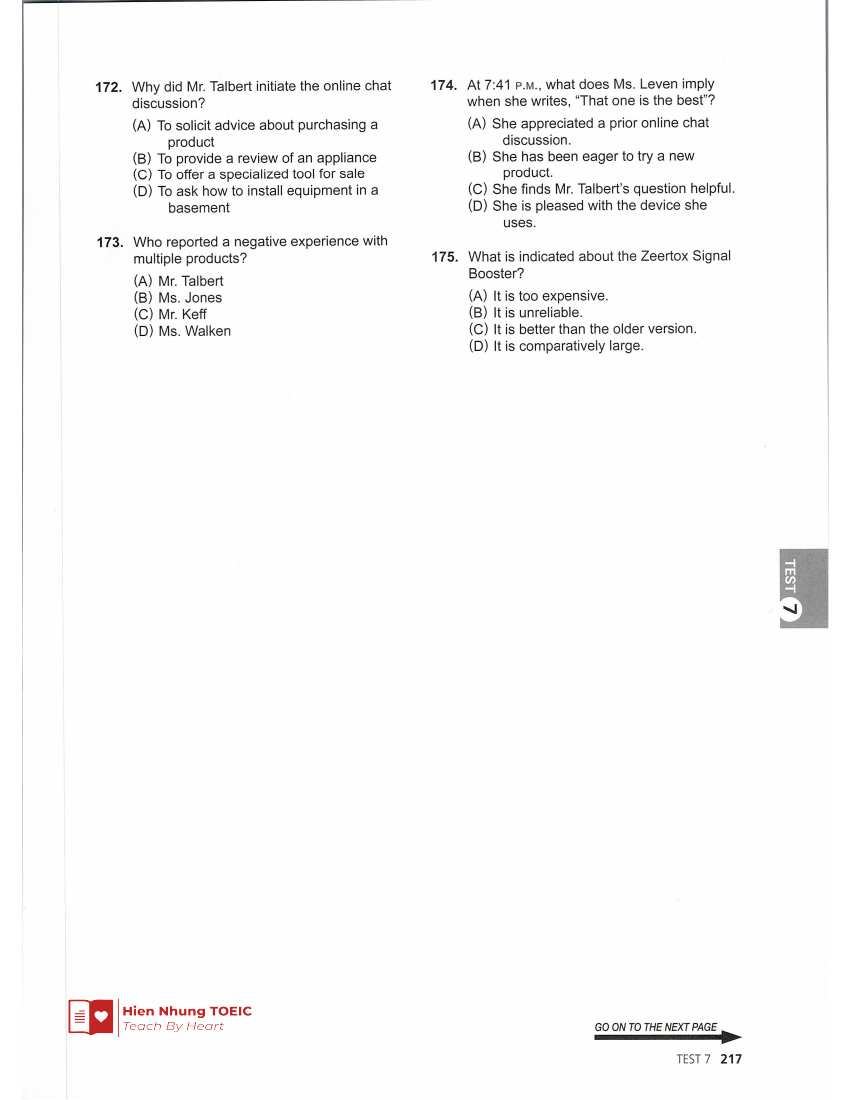 172. Why did Mr. Talbert initiate the online chat
discussion?
(A) To solicit advice about purchasing a
product
(B) To provide a review of an appliance
(C) To offer a specialized tool for sale
(D) To ask how to install equipment in a
basement
173. Who reported a negative experience with
multiple products?
(A) Mr. Talbert
(B) Ms. Jones
(C) Mr. Keff
(D) Ms. Walken
174. At 7:41 P.M., what does Ms. Leven imply
when she writes, “That one is the best”?
(A) She appreciated a prior online chat
discussion.
(B) She has been eager to try a new
product.
(C) She finds Mr. Talbert’s question helpful.
(D) She is pleased with the device she
uses.
175. What is indicated about the Zeertox Signal
Booster?
(A) It is too expensive.
(B) It is unreliable.
(C) It is better than the older version.
(D) It is comparatively large.
TEST 7
Hien Nhung TOEIC
Teach By Heart
GO ON TO THE NEXT PAGE
TEST 7 217